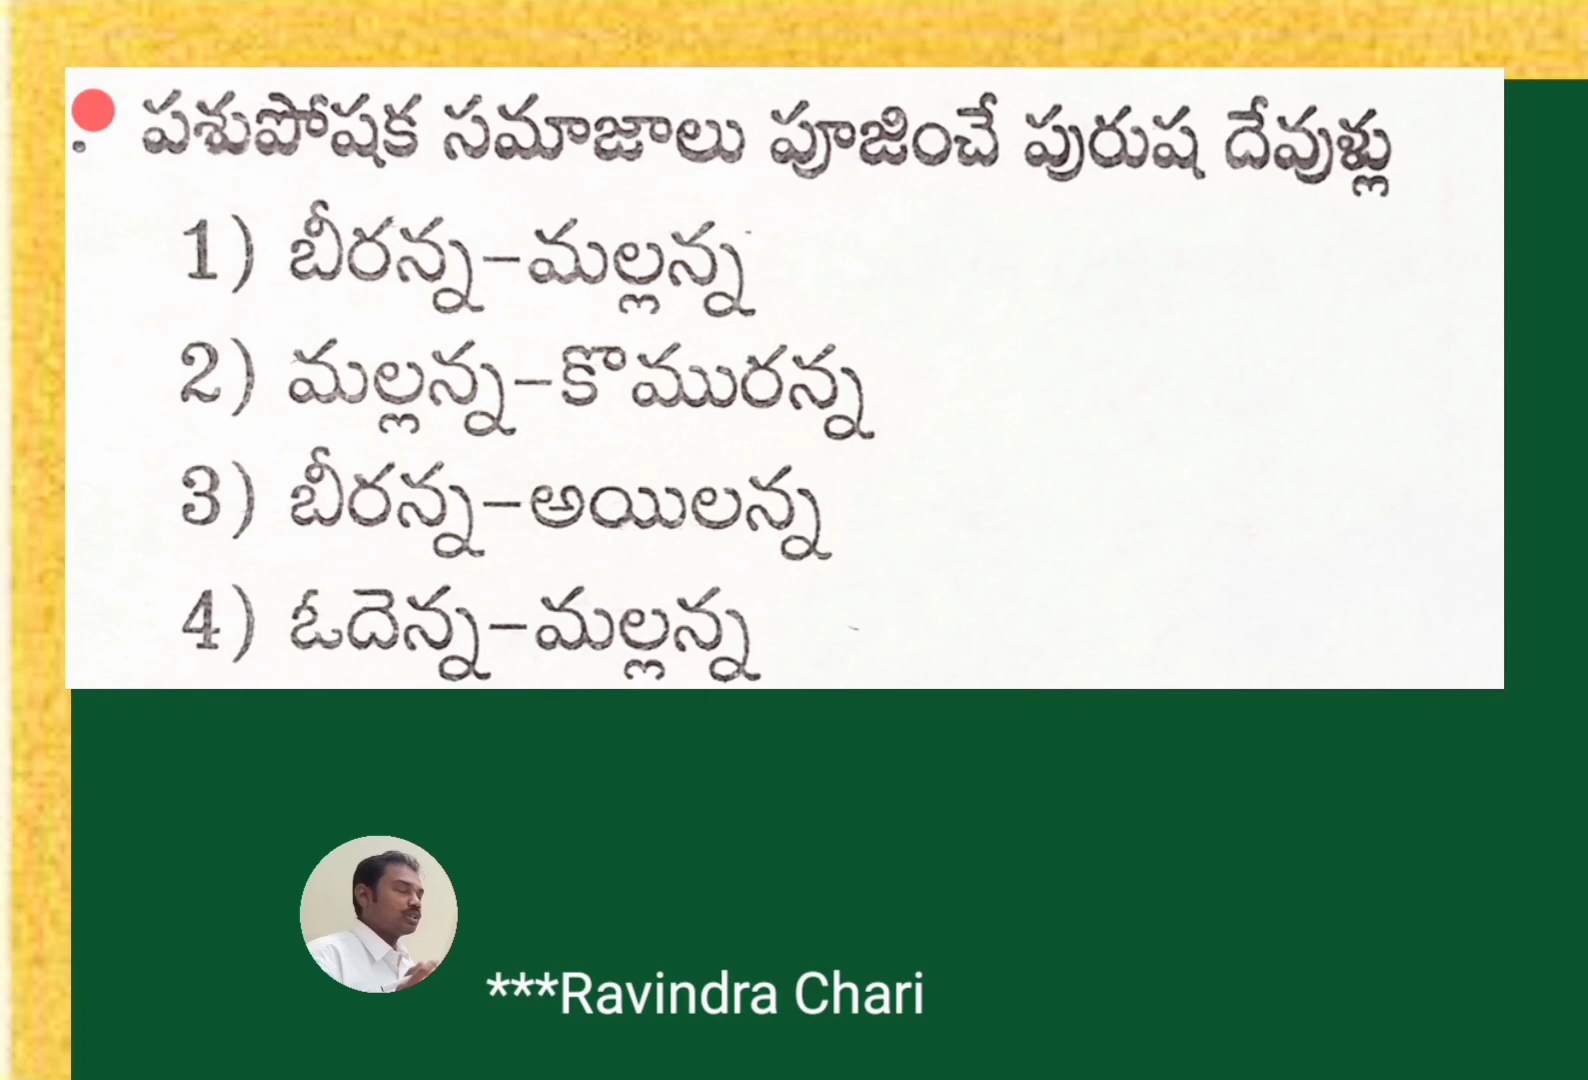 పశుపోషక సమాజాలు పూజించే పురుష దేవుళ్లు
1) బీరన్న-మల్లన్న
2) మల్లన్న-కొమురన్న
3) బీరన్న-అయిలన్న
4) ఓదెన్న-మల్లన్న
***Ravindra Chari